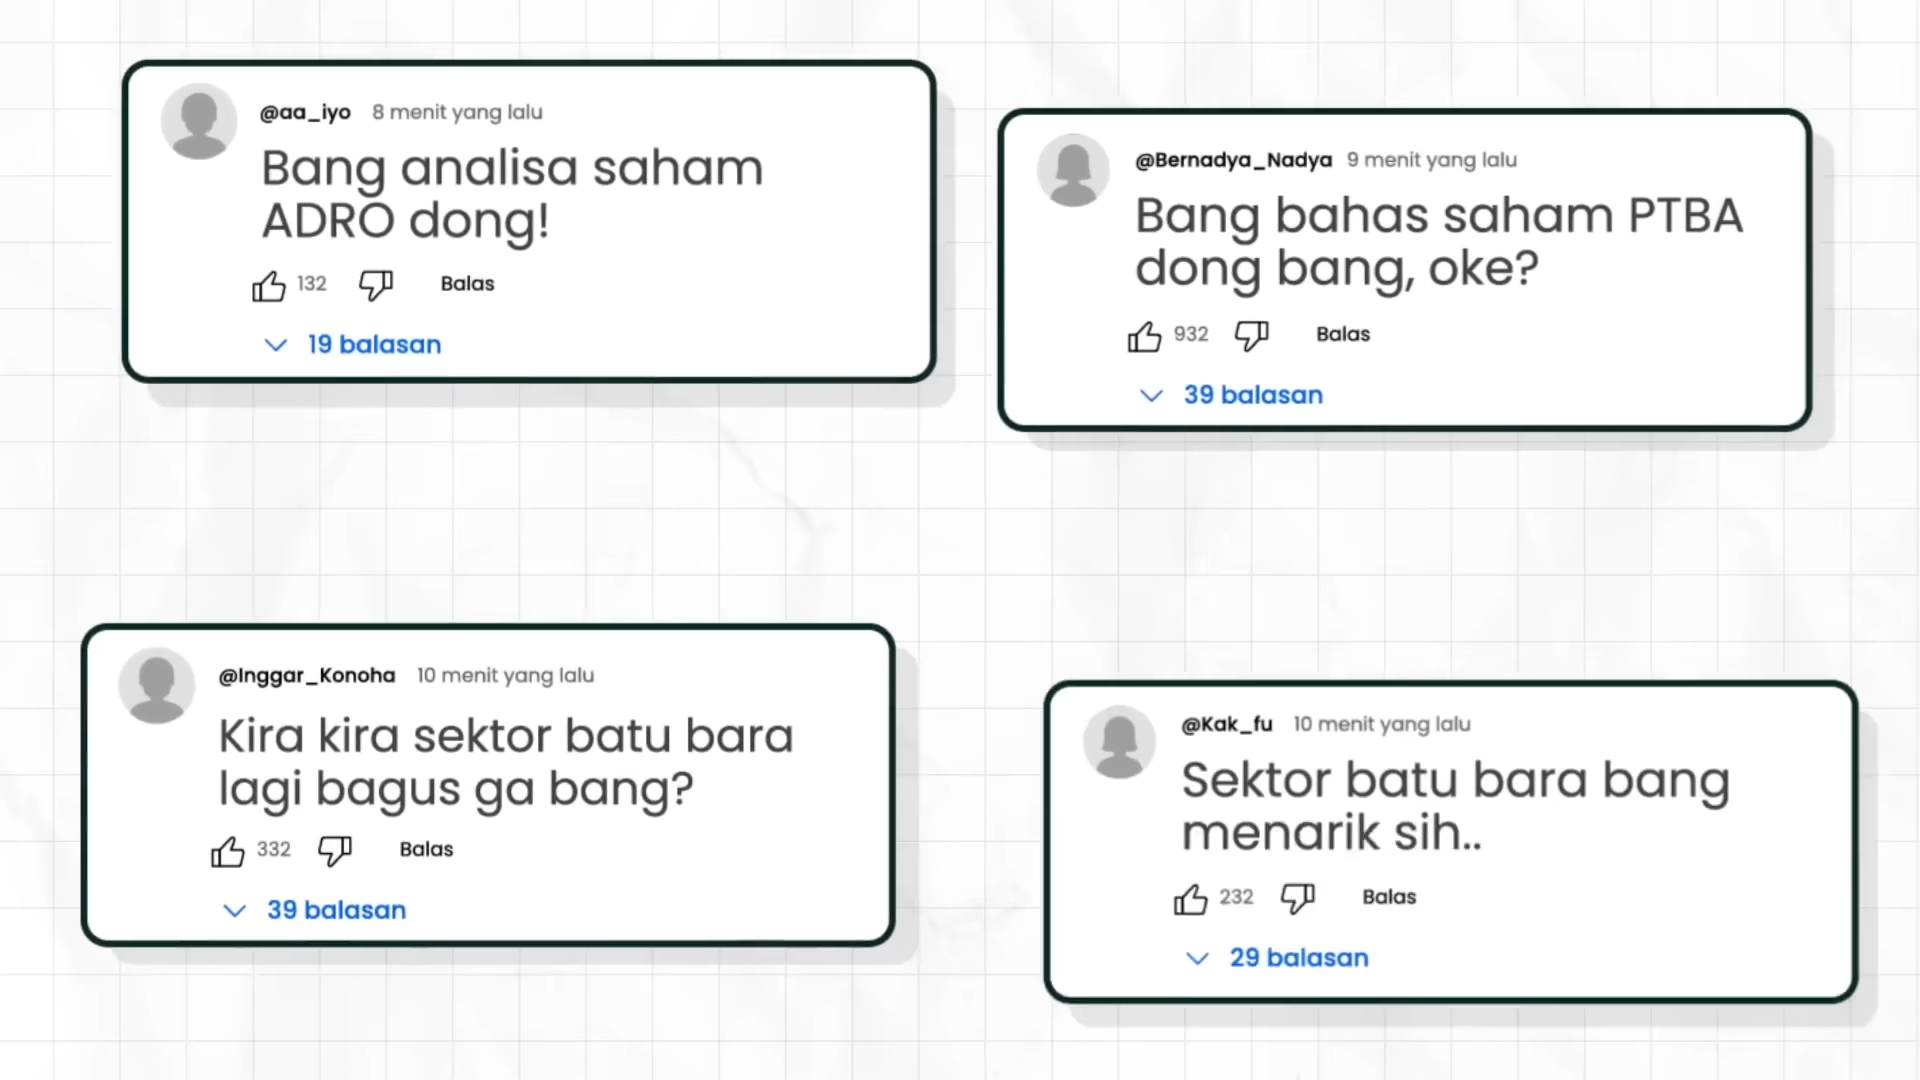 @aa_iyo 8 menit yang lalu
Bang analisa saham
ADRO dong!
132 Balas
19 balasan
@Bernadya_Nadya 9 menit yang lalu
Bang bahas saham PTBA
dong bang, oke?
932 Balas
39 balasan
@Inggar_Konoha 10 menit yang lalu
Kira kira sektor batu bara
lagi bagus ga bang?
332 Balas
39 balasan
@Kak_fu 10 menit yang lalu
Sektor batu bara bang
menarik sih..
232 Balas
29 balasan